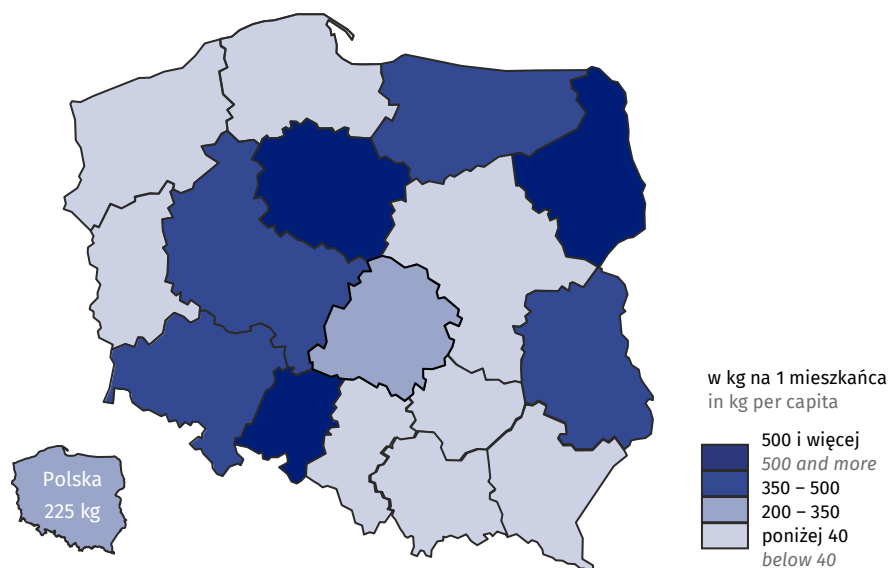 w kg na 1 mieszkańca
in kg per capita
500 i więcej
500 and more
350 – 500
200 – 350
poniżej 40
below 40
Polska
225 kg